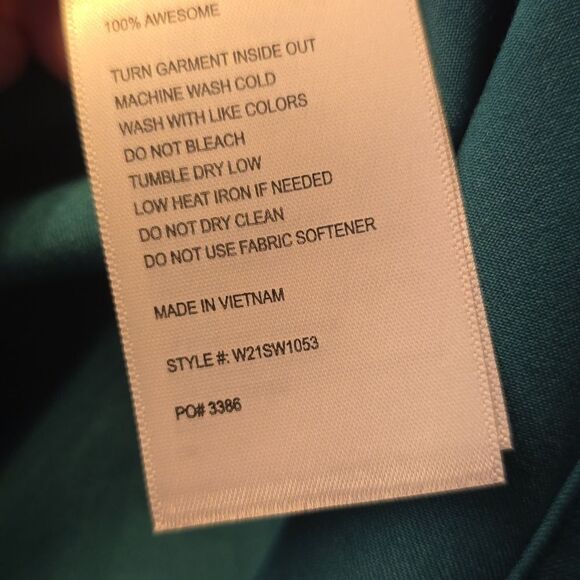 100% AWESOME
TURN GARMENT INSIDE OUT
MACHINE WASH COLD
WASH WITH LIKE COLORS
DO NOT BLEACH
TUMBLE DRY LOW
LOW HEAT IRON IF NEEDED
DO NOT DRY CLEAN
DO NOT USE FABRIC SOFTENER
MADE IN VIETNAM
STYLE #: W21SW1053
PO# 3386